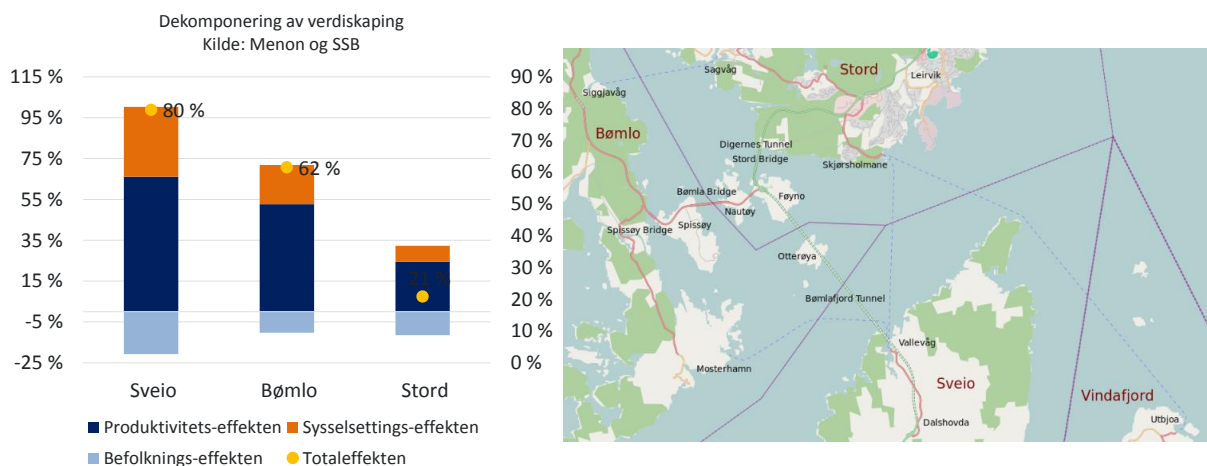 Dekomponering av verdiskaping
Kilde: Menon og SSB
115 %
95 %
75 %
55 %
35 %
15 %
-5 %
-25 %
80 %
62 %
21 %
90 %
80 %
70 %
60 %
50 %
40 %
30 %
20 %
10 %
0 %
Sveio
Bømlo
Stord
Produktivitets-effekten
Sysselsettings-effekten
Befolknings-effekten
Totaleffekten
Sagvåg
Stord
Leirvik
Siggjavåg
Bømlo
Digernes Tunnel
Stord Bridge
Skjørsholmane
Bømla Bridge
Føyno
Nautøy
Spissøy Bridge
Spissøy
Otterøya
Bømlafjord Tunnel
Vallevåg
Mosterhamn
Sveio
Vindafjord
Dalshovda
Utbjoa